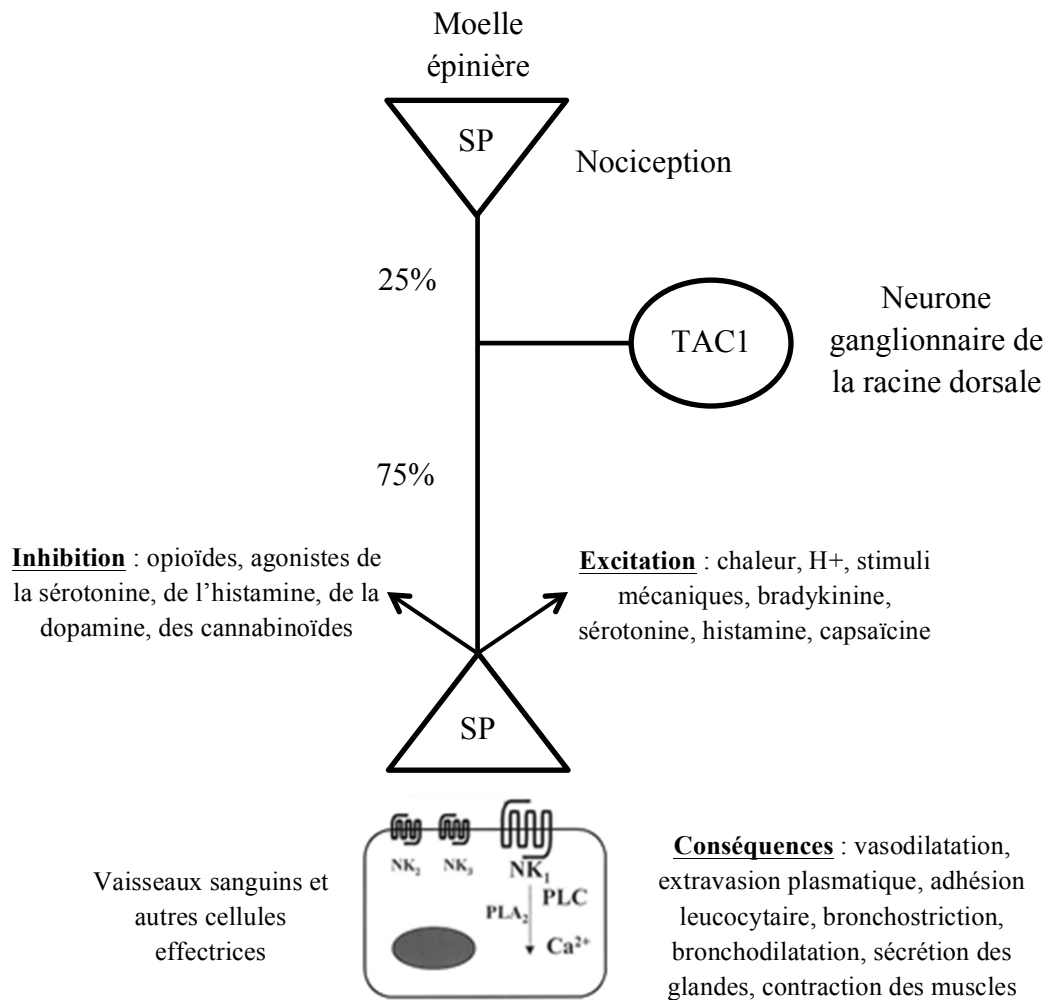 Moelle
épinière
SP
Nociception
25%
TAC1
Neurone
ganglionnaire de
la racine dorsale
75%
Inhibition : opioïdes, agonistes de
la sérotonine, de l’histamine, de la
dopamine, des cannabinoïdes
Excitation : chaleur, H+, stimuli
mécaniques, bradykinine,
sérotonine, histamine, capsaïcine
SP
NK₂
NK₃
NK₁
PLC
PLA₂
Ca²⁺
Vaisseaux sanguins et
autres cellules
effectrices
Conséquences : vasodilatation,
extravasion plasmatique, adhésion
leucocytaire, bronchostriction,
bronchodilatation, sécrétion des
glandes, contraction des muscles